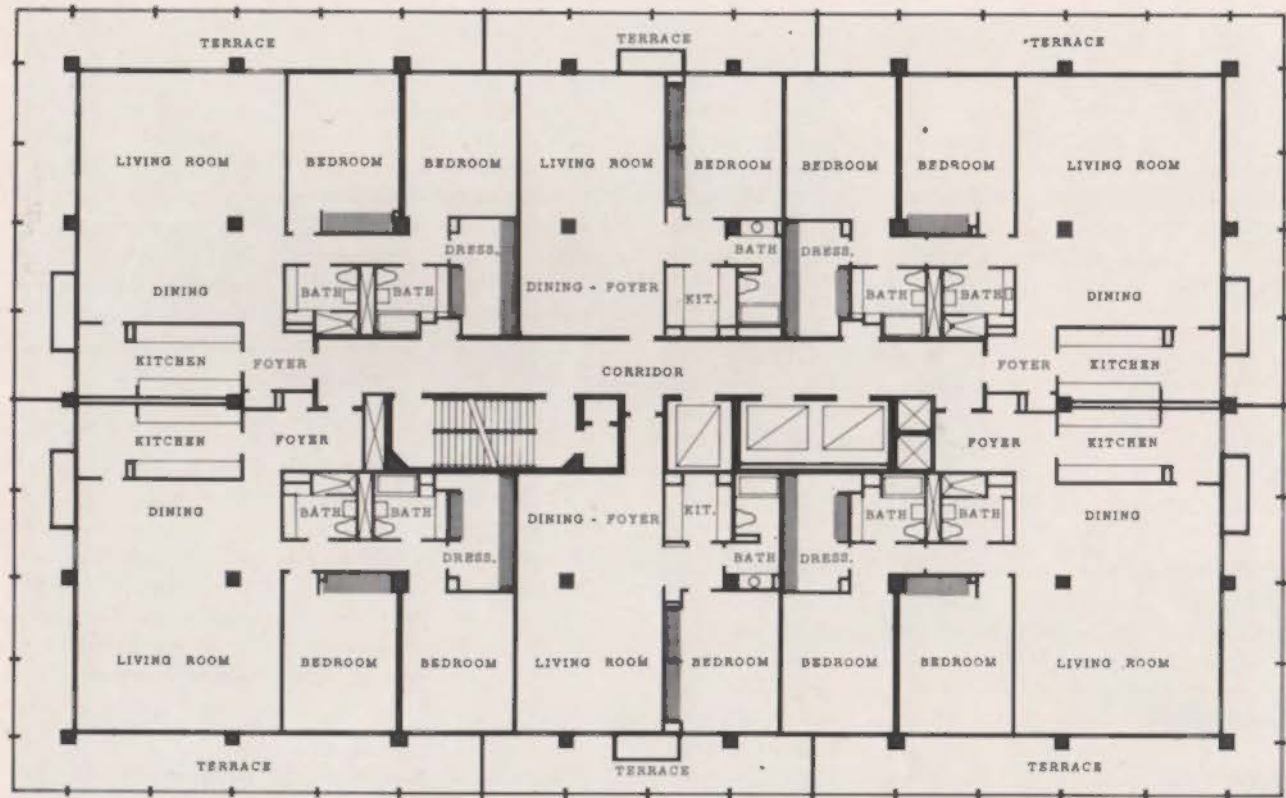 TERRACE TERRACE TERRACE
LIVING ROOM BEDROOM BEDROOM LIVING ROOM BEDROOM BEDROOM BEDROOM LIVING ROOM
DRESS. BATH DRESS.
DINING BATH BATH DINING - FOYER KIT. BATH BATH DINING
KITCHEN FOYER CORRIDOR FOYER KITCHEN
KITCHEN FOYER FOYER KITCHEN
DINING BATH BATH DINING - FOYER KIT. BATH BATH DINING
DRESS. BATH DRESS.
LIVING ROOM BEDROOM BEDROOM LIVING ROOM BEDROOM BEDROOM BEDROOM LIVING ROOM
TERRACE TERRACE TERRACE